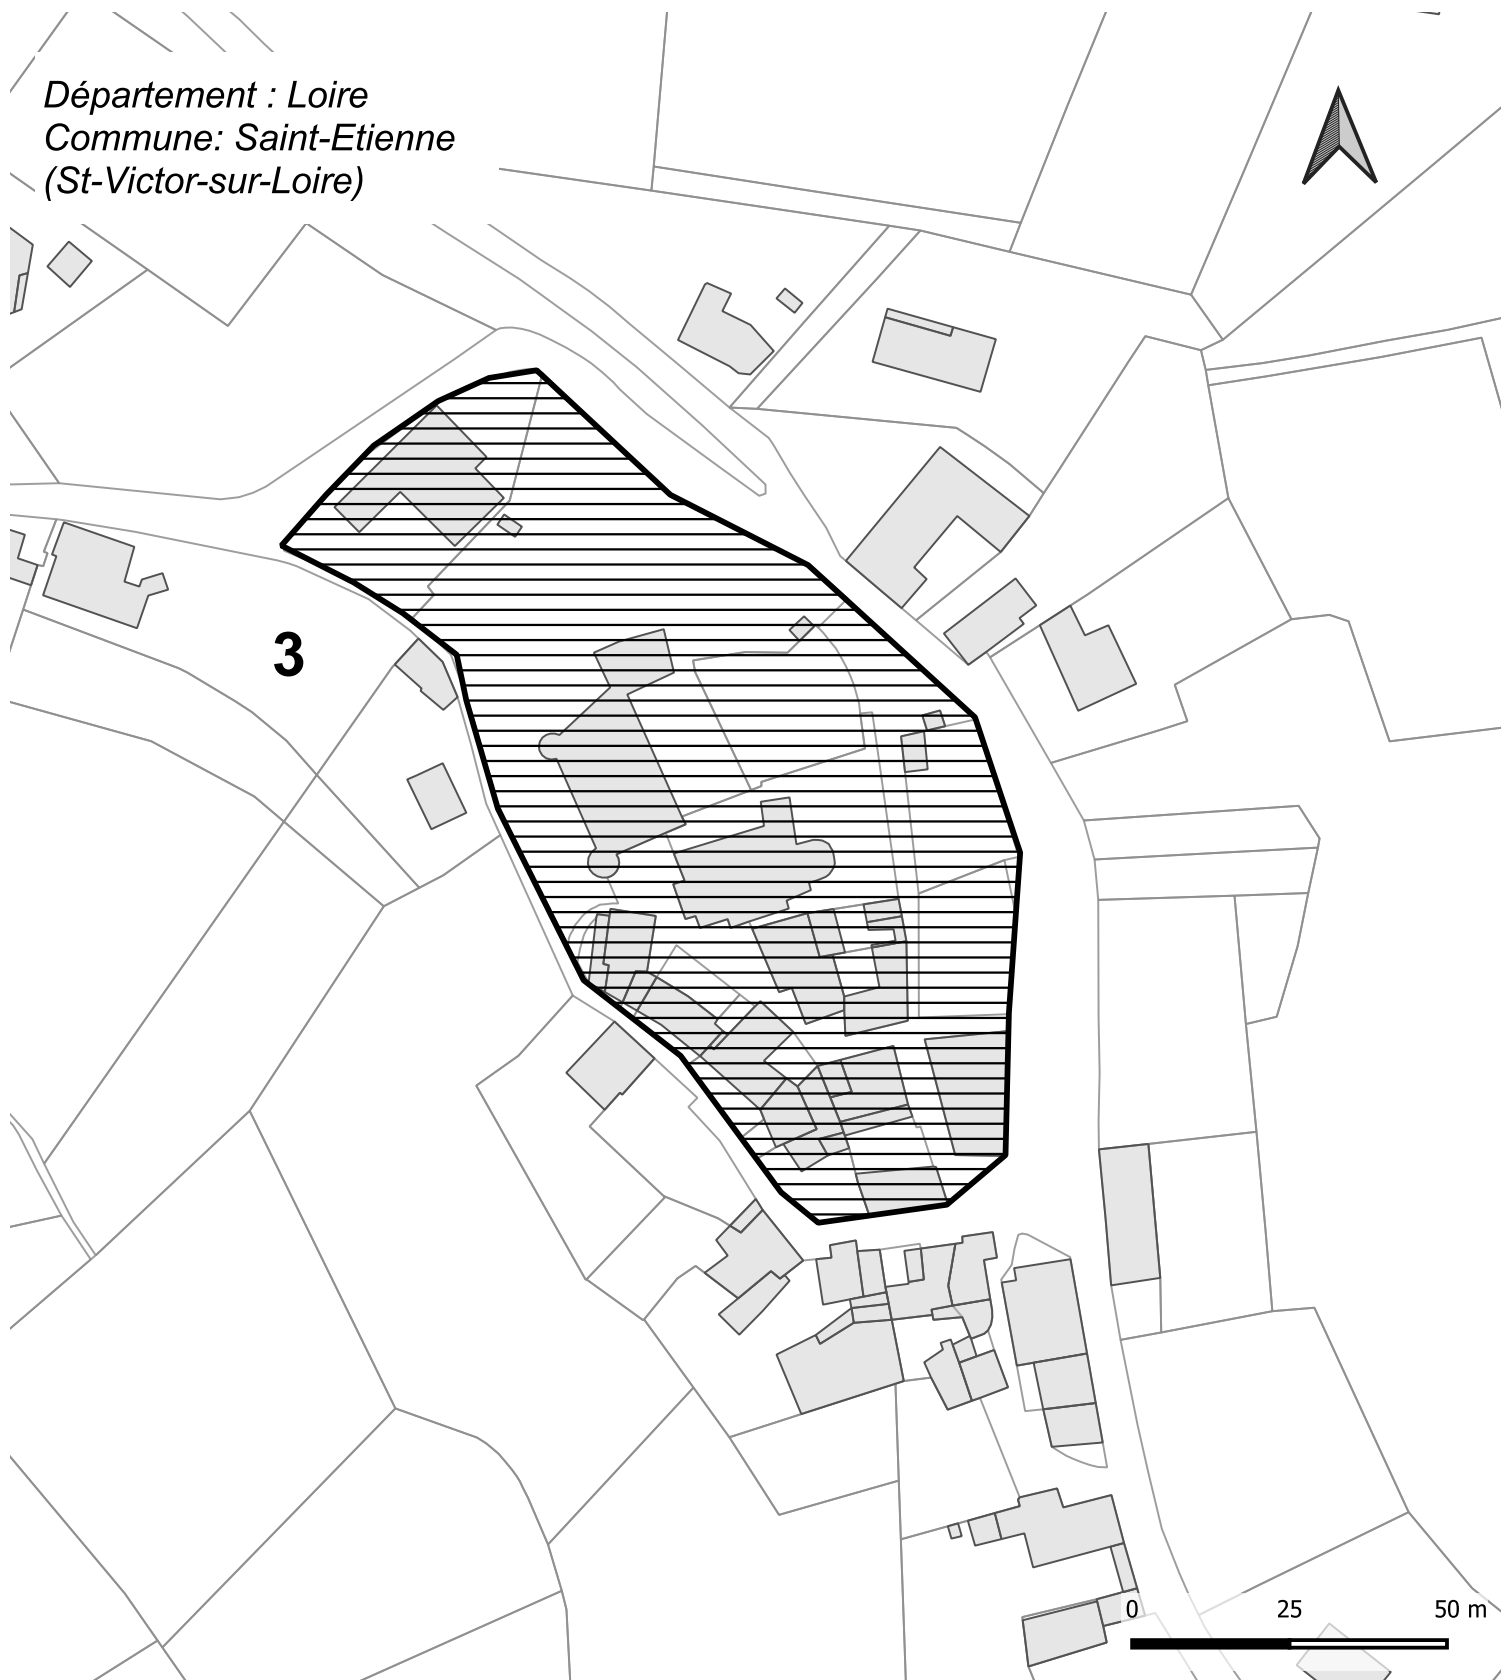 Département : Loire
Commune: Saint-Etienne
(St-Victor-sur-Loire)
3
0 25 50 m